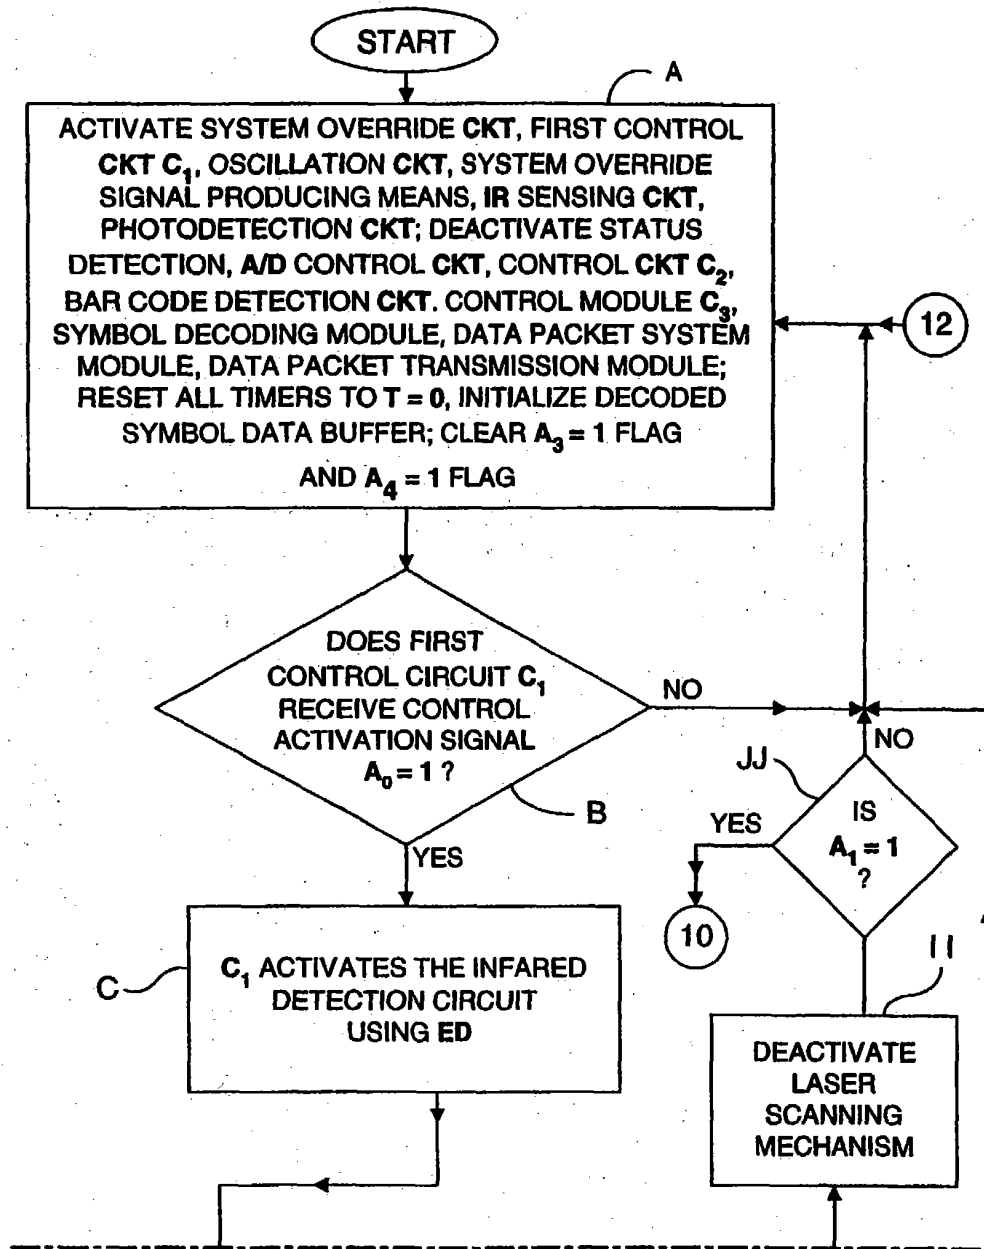 START
A
ACTIVATE SYSTEM OVERRIDE CKT, FIRST CONTROL
CKT C₁, OSCILLATION CKT, SYSTEM OVERRIDE
SIGNAL PRODUCING MEANS, IR SENSING CKT,
PHOTODETECTION CKT; DEACTIVATE STATUS
DETECTION, A/D CONTROL CKT, CONTROL CKT C₂,
BAR CODE DETECTION CKT. CONTROL MODULE C₃,
SYMBOL DECODING MODULE, DATA PACKET SYSTEM
MODULE, DATA PACKET TRANSMISSION MODULE;
RESET ALL TIMERS TO T = 0, INITIALIZE DECODED
SYMBOL DATA BUFFER; CLEAR A₃ = 1 FLAG
AND A₄ = 1 FLAG
12
DOES FIRST
CONTROL CIRCUIT C₁
RECEIVE CONTROL
ACTIVATION SIGNAL
A₀ = 1 ?
NO
B
YES
NO
JJ
IS
A₁ = 1
?
YES
10
C
C₁ ACTIVATES THE INFARED
DETECTION CIRCUIT
USING ED
II
DEACTIVATE
LASER
SCANNING
MECHANISM